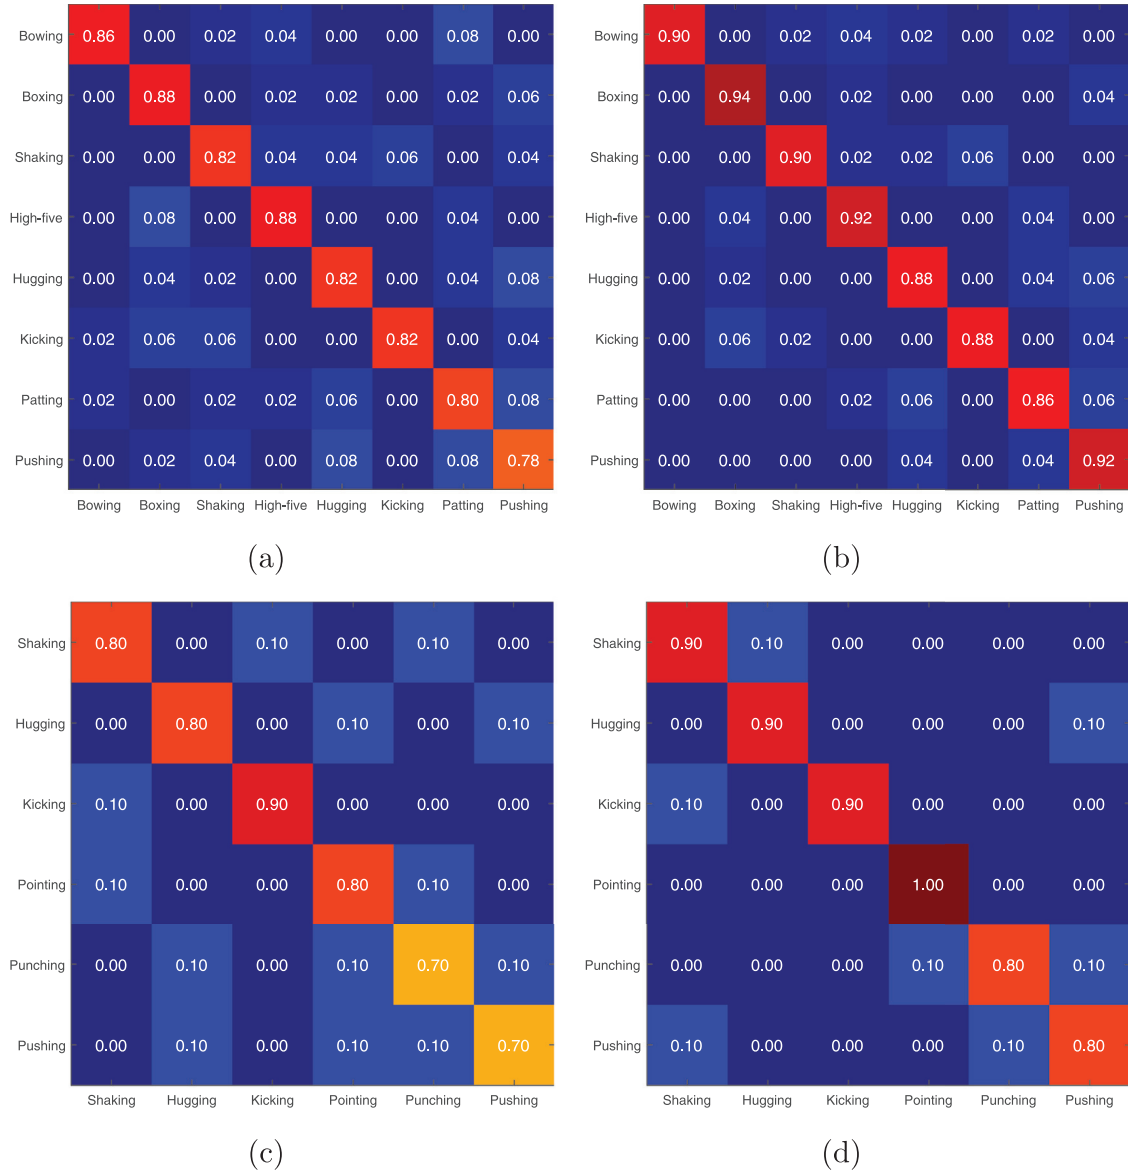 Bowing 0.86 0.00 0.02 0.04 0.00 0.00 0.08 0.00
Boxing 0.00 0.88 0.00 0.02 0.02 0.00 0.02 0.06
Shaking 0.00 0.00 0.82 0.04 0.04 0.06 0.00 0.04
High-five 0.00 0.08 0.00 0.88 0.00 0.00 0.04 0.00
Hugging 0.00 0.04 0.02 0.00 0.82 0.00 0.04 0.08
Kicking 0.02 0.06 0.06 0.00 0.00 0.82 0.00 0.04
Patting 0.02 0.00 0.02 0.02 0.06 0.00 0.80 0.08
Pushing 0.00 0.02 0.04 0.00 0.08 0.00 0.08 0.78
Bowing Boxing Shaking High-five Hugging Kicking Patting Pushing
(a)
Bowing 0.90 0.00 0.02 0.04 0.02 0.00 0.02 0.00
Boxing 0.00 0.94 0.00 0.02 0.00 0.00 0.00 0.04
Shaking 0.00 0.00 0.90 0.02 0.02 0.06 0.00 0.00
High-five 0.00 0.04 0.00 0.92 0.00 0.00 0.04 0.00
Hugging 0.00 0.02 0.00 0.00 0.88 0.00 0.04 0.06
Kicking 0.00 0.06 0.02 0.00 0.00 0.88 0.00 0.04
Patting 0.00 0.00 0.00 0.02 0.06 0.00 0.86 0.06
Pushing 0.00 0.00 0.00 0.00 0.04 0.00 0.04 0.92
Bowing Boxing Shaking High-five Hugging Kicking Patting Pushing
(b)
Shaking 0.80 0.00 0.10 0.00 0.10 0.00
Hugging 0.00 0.80 0.00 0.10 0.00 0.10
Kicking 0.10 0.00 0.90 0.00 0.00 0.00
Pointing 0.10 0.00 0.00 0.80 0.10 0.00
Punching 0.00 0.10 0.00 0.10 0.70 0.10
Pushing 0.00 0.10 0.00 0.10 0.10 0.70
Shaking Hugging Kicking Pointing Punching Pushing
(c)
Shaking 0.90 0.10 0.00 0.00 0.00 0.00
Hugging 0.00 0.90 0.00 0.00 0.00 0.10
Kicking 0.10 0.00 0.90 0.00 0.00 0.00
Pointing 0.00 0.00 0.00 1.00 0.00 0.00
Punching 0.00 0.00 0.00 0.10 0.80 0.10
Pushing 0.10 0.00 0.00 0.00 0.10 0.80
Shaking Hugging Kicking Pointing Punching Pushing
(d)